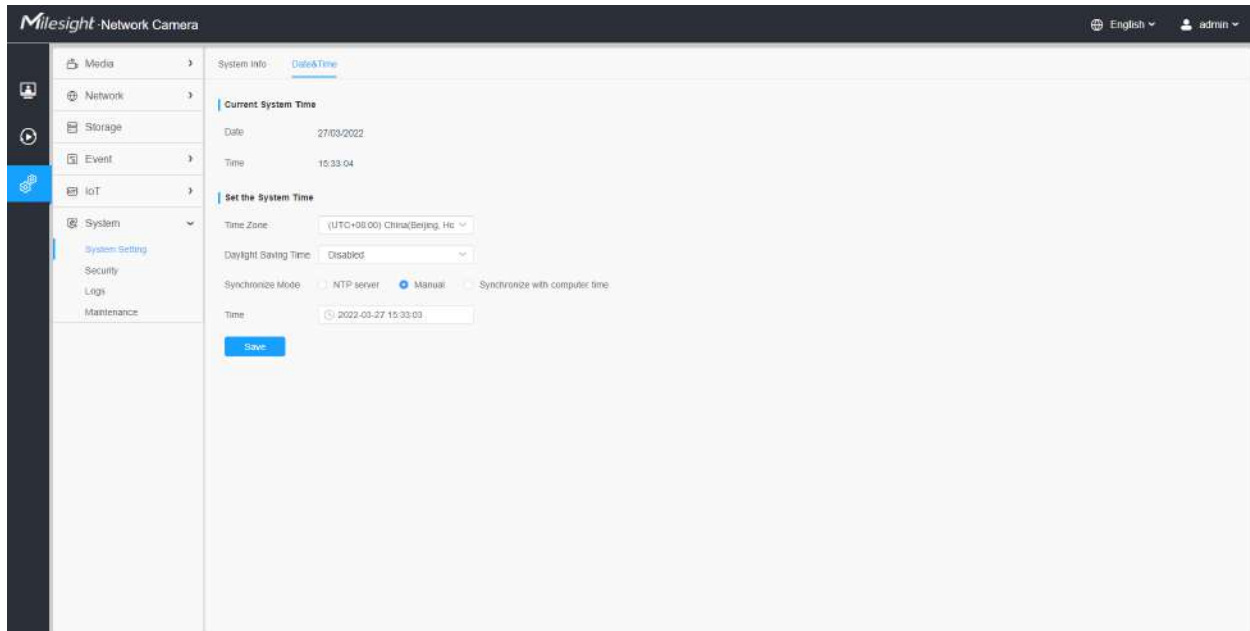 Milesight · Network Camera
English
admin
Media
Network
Storage
Event
IoT
System
System Setting
Security
Logs
Maintenance
System Info
Date&Time
Current System Time
Date 27/03/2022
Time 15:33:04
Set the System Time
Time Zone (UTC+08:00) China(Beijing, Hc
Daylight Saving Time Disabled
Synchronize Mode NTP server Manual Synchronize with computer time
Time 2022-03-27 15:33:03
Save